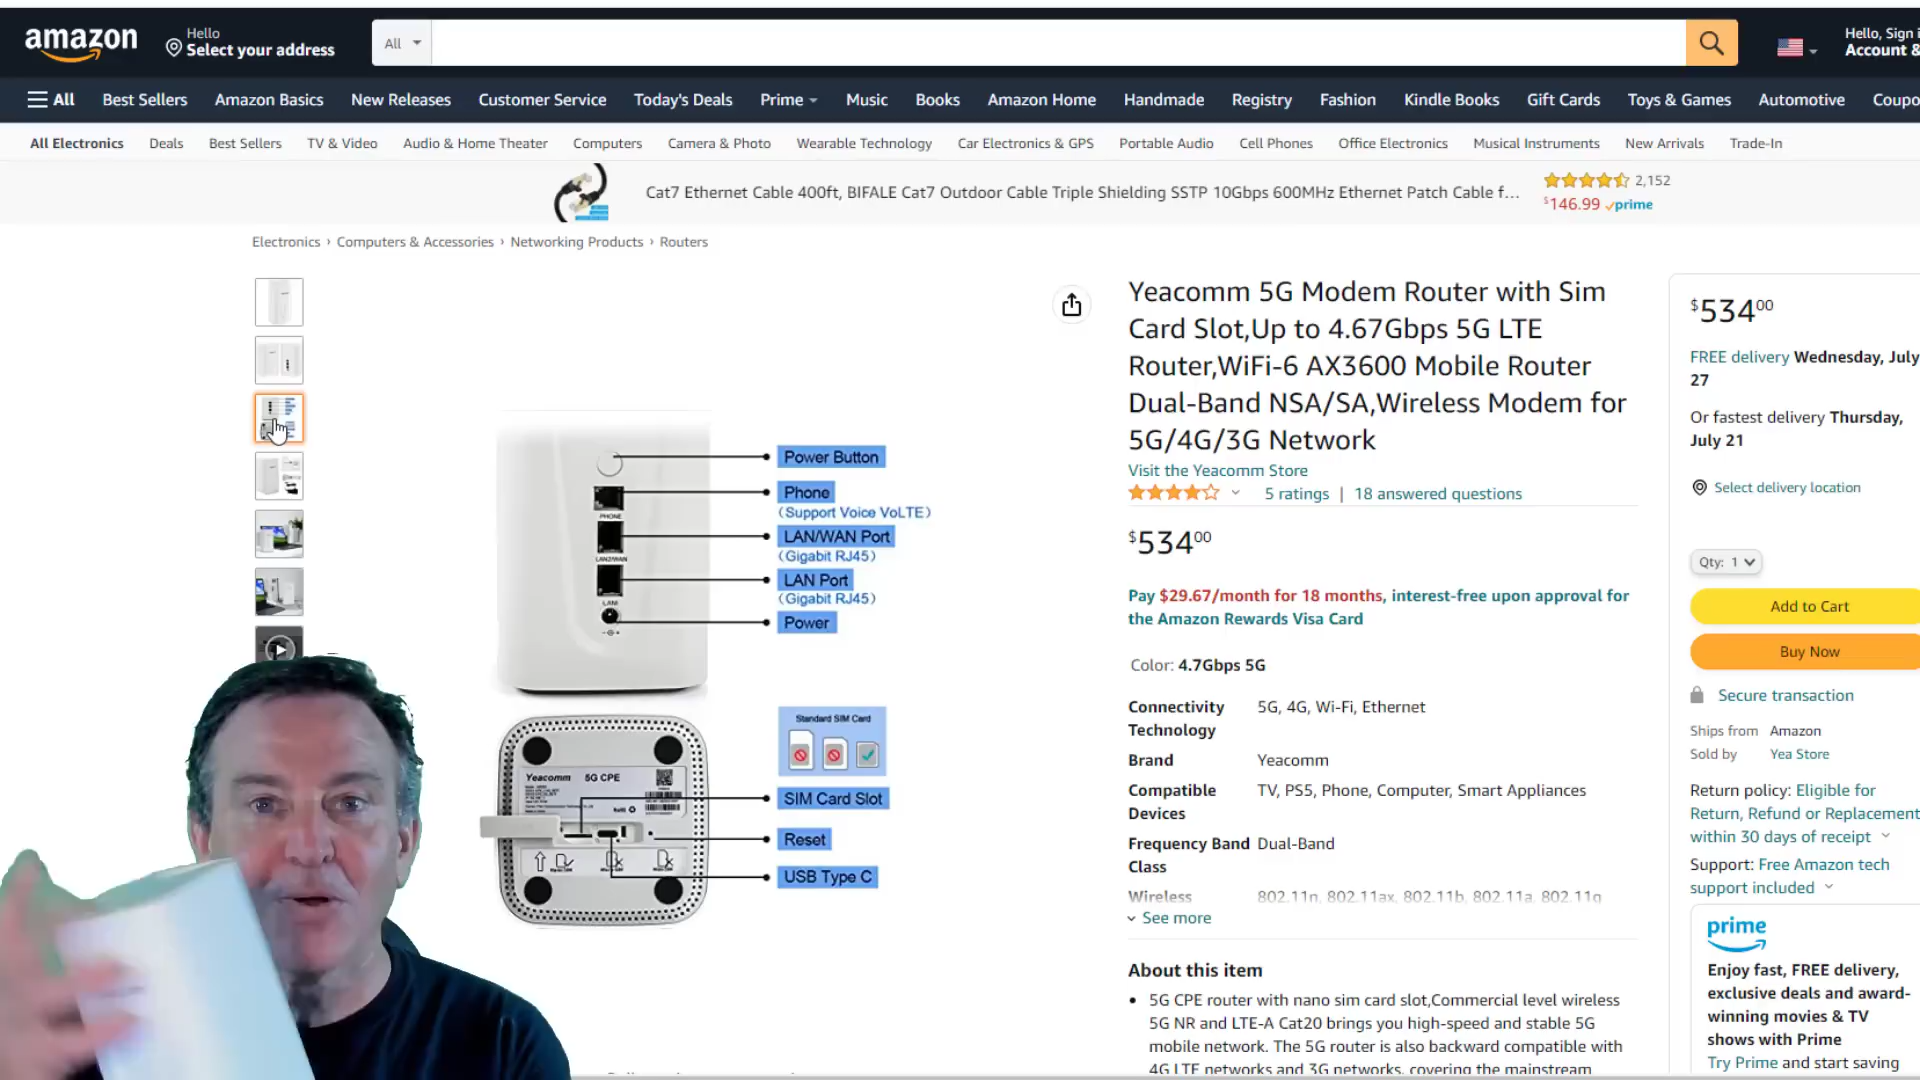 amazon
Hello
Select your address
All
Hello, Sign i
Account &
All
Best Sellers
Amazon Basics
New Releases
Customer Service
Today's Deals
Prime
Music
Books
Amazon Home
Handmade
Registry
Fashion
Kindle Books
Gift Cards
Toys & Games
Automotive
Coupo
All Electronics
Deals
Best Sellers
TV & Video
Audio & Home Theater
Computers
Camera & Photo
Wearable Technology
Car Electronics & GPS
Portable Audio
Cell Phones
Office Electronics
Musical Instruments
New Arrivals
Trade-In
Cat7 Ethernet Cable 400ft, BIFALE Cat7 Outdoor Cable Triple Shielding SSTP 10Gbps 600MHz Ethernet Patch Cable f...
2,152
$146.99 prime
Electronics › Computers & Accessories › Networking Products › Routers
Power Button
Phone
(Support Voice VoLTE)
LAN/WAN Port
(Gigabit RJ45)
LAN Port
(Gigabit RJ45)
Power
PHONE
LAN2/WAN
LAN1
Standard SIM Card
Yeacomm 5G CPE
SIM Card Slot
Reset
USB Type C
Yeacomm 5G Modem Router with Sim
Card Slot,Up to 4.67Gbps 5G LTE
Router,WiFi-6 AX3600 Mobile Router
Dual-Band NSA/SA,Wireless Modem for
5G/4G/3G Network
Visit the Yeacomm Store
5 ratings | 18 answered questions
$53400
Pay $29.67/month for 18 months, interest-free upon approval for
the Amazon Rewards Visa Card
Color: 4.7Gbps 5G
Connectivity
Technology
5G, 4G, Wi-Fi, Ethernet
Brand
Yeacomm
Compatible
Devices
TV, PS5, Phone, Computer, Smart Appliances
Frequency Band
Class
Dual-Band
Wireless
802.11n, 802.11ax, 802.11b, 802.11a, 802.11g
See more
About this item
• 5G CPE router with nano sim card slot,Commercial level wireless
5G NR and LTE-A Cat20 brings you high-speed and stable 5G
mobile network. The 5G router is also backward compatible with
4G LTE networks and 3G networks, covering the mainstream
$53400
FREE delivery Wednesday, July
27
Or fastest delivery Thursday,
July 21
Select delivery location
Qty: 1
Add to Cart
Buy Now
Secure transaction
Ships from Amazon
Sold by Yea Store
Return policy: Eligible for
Return, Refund or Replacement
within 30 days of receipt
Support: Free Amazon tech
support included
prime
Enjoy fast, FREE delivery,
exclusive deals and award-
winning movies & TV
shows with Prime
Try Prime and start saving